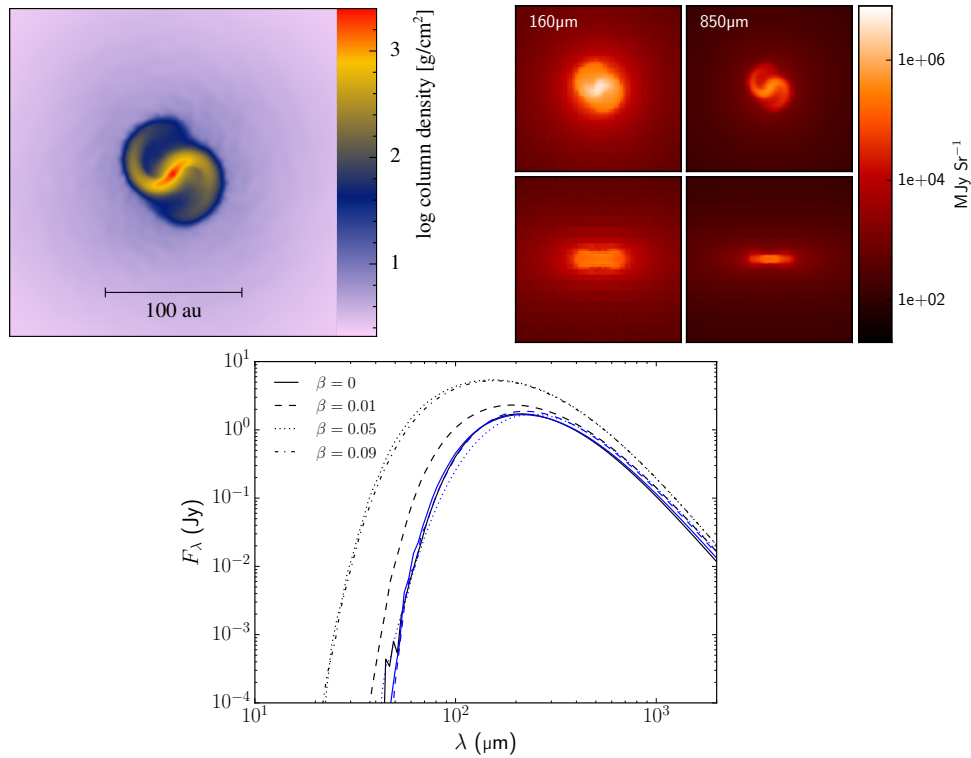 3
2
1
log column density [g/cm²]
100 au
160μm
850μm
1e+06
1e+04
1e+02
MJy Sr⁻¹
10¹
10⁰
10⁻¹
10⁻²
10⁻³
10⁻⁴
F_λ (Jy)
β = 0
β = 0.01
β = 0.05
β = 0.09
10¹ 10² 10³
λ (μm)